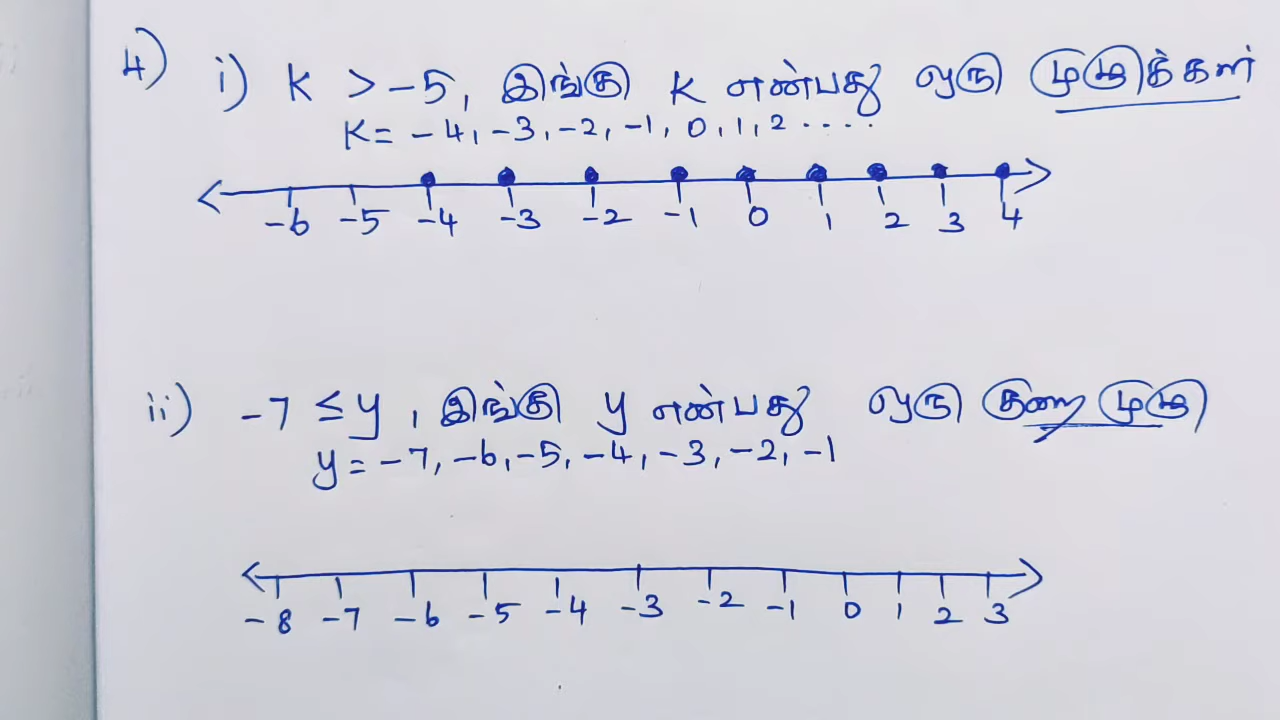 4) i) K > -5, இங்கு K என்பது ஒரு முழுக்கள்
K = -4, -3, -2, -1, 0, 1, 2 ....
-6 -5 -4 -3 -2 -1 0 1 2 3 4
ii) -7 ≤ y, இங்கு y என்பது ஒரு குறை முழு
y = -7, -6, -5, -4, -3, -2, -1
-8 -7 -6 -5 -4 -3 -2 -1 0 1 2 3